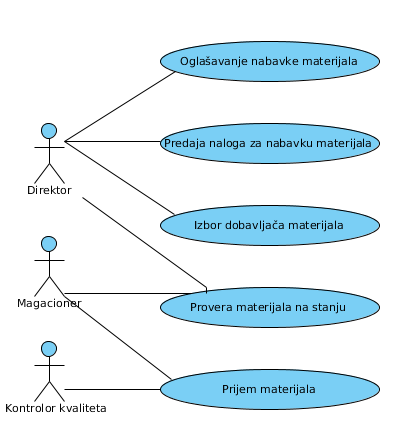 Oglašavanje nabavke materijala
Predaja naloga za nabavku materijala
Direktor
Izbor dobavljača materijala
Magacioner
Provera materijala na stanju
Prijem materijala
Kontrolor kvaliteta